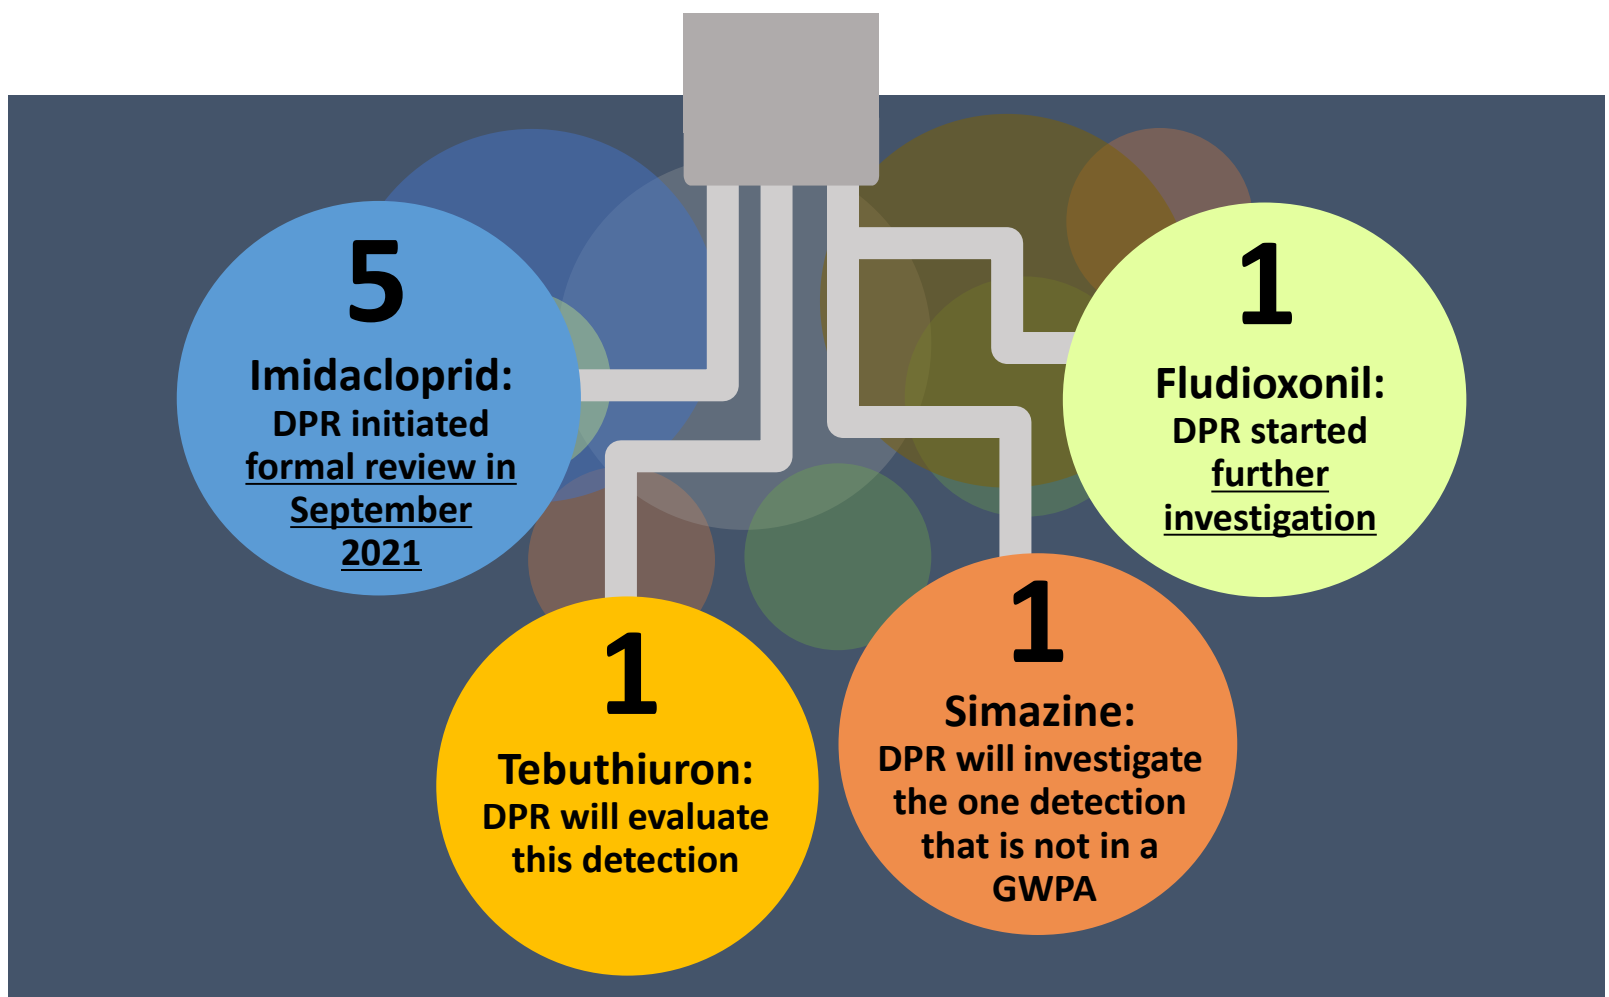 5
Imidacloprid:
DPR initiated
formal review in
September
2021
1
Tebuthiuron:
DPR will evaluate
this detection
1
Simazine:
DPR will investigate
the one detection
that is not in a
GWPA
1
Fludioxonil:
DPR started
further
investigation